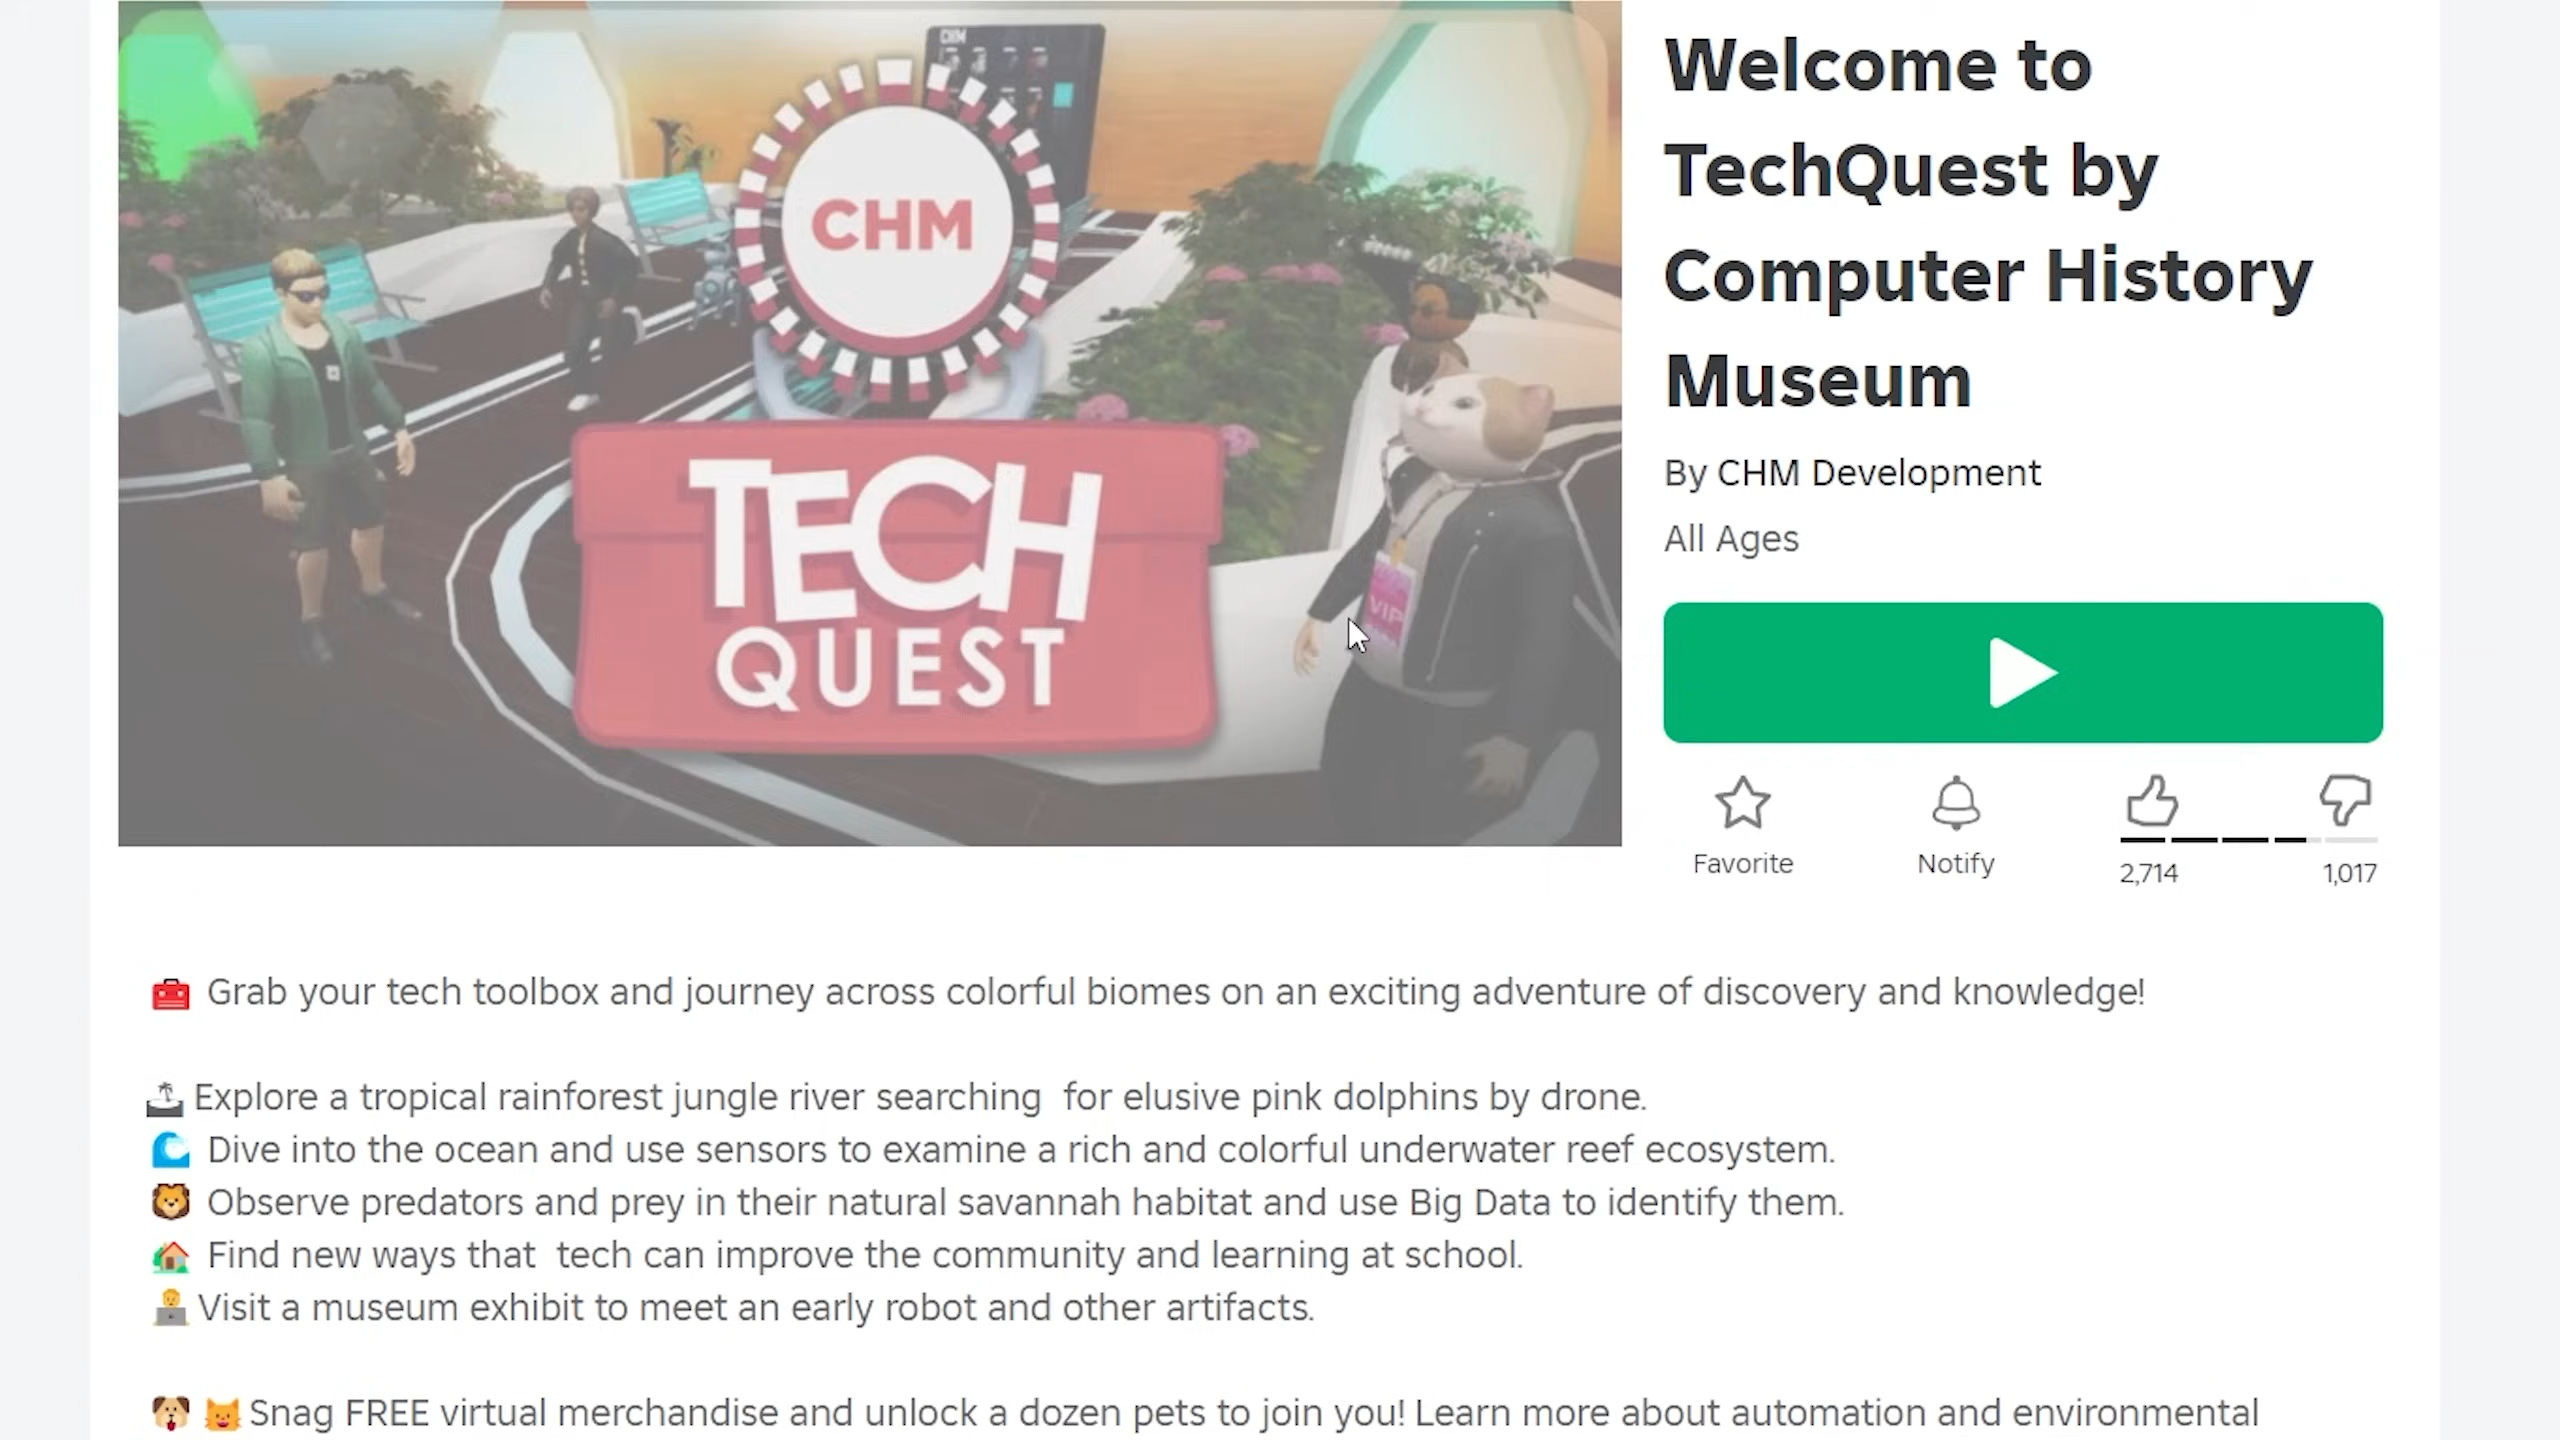 CHM
CHM
TECH
QUEST
VIP
Welcome to
TechQuest by
Computer History
Museum
By CHM Development
All Ages
Favorite
Notify
2,714
1,017
Grab your tech toolbox and journey across colorful biomes on an exciting adventure of discovery and knowledge!
Explore a tropical rainforest jungle river searching  for elusive pink dolphins by drone.
Dive into the ocean and use sensors to examine a rich and colorful underwater reef ecosystem.
Observe predators and prey in their natural savannah habitat and use Big Data to identify them.
Find new ways that  tech can improve the community and learning at school.
Visit a museum exhibit to meet an early robot and other artifacts.
Snag FREE virtual merchandise and unlock a dozen pets to join you! Learn more about automation and environmental